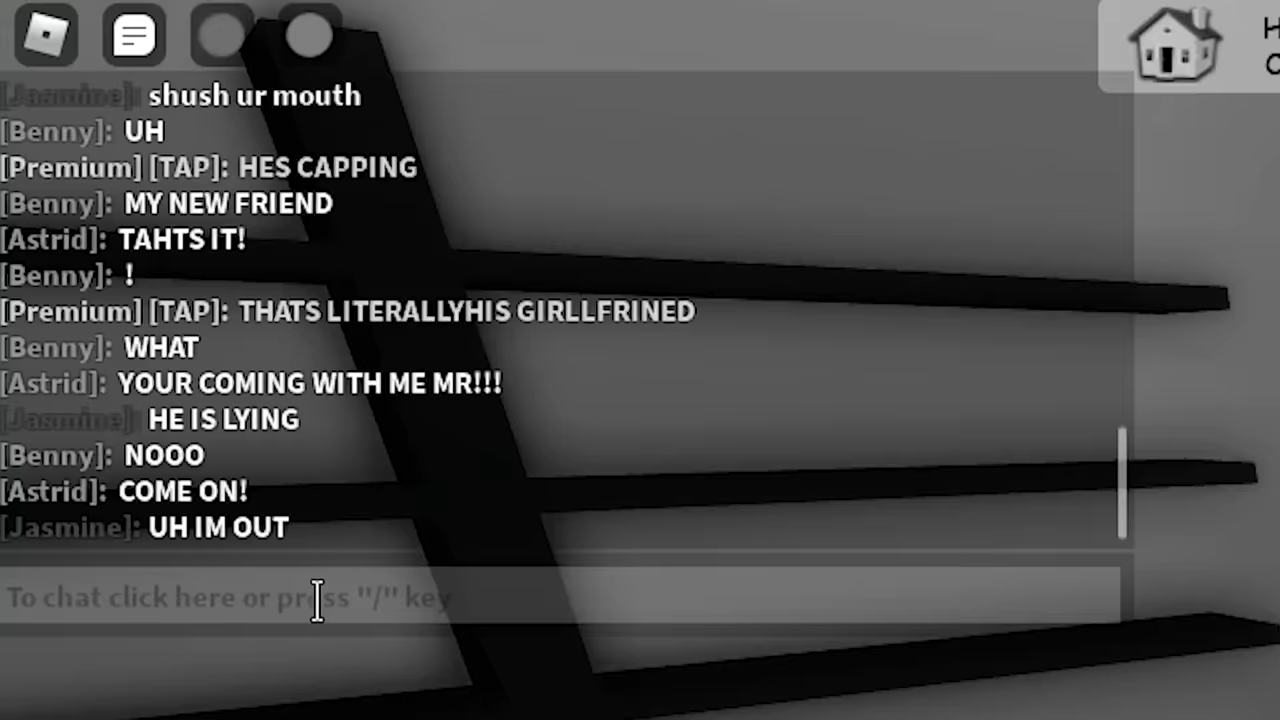 [Jasmine]: shush ur mouth
[Benny]: UH
[Premium] [TAP]: HES CAPPING
[Benny]: MY NEW FRIEND
[Astrid]: TAHTS IT!
[Benny]: !
[Premium] [TAP]: THATS LITERALLYHIS GIRLLFRINED
[Benny]: WHAT
[Astrid]: YOUR COMING WITH ME MR!!!
[Jasmine]: HE IS LYING
[Benny]: NOOO
[Astrid]: COME ON!
[Jasmine]: UH IM OUT
To chat click here or press "/" key